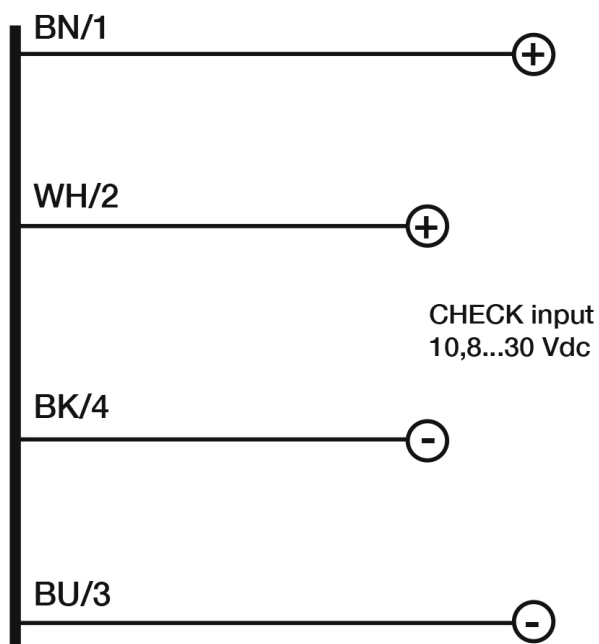 BN/1
+
WH/2
+
CHECK input
10,8...30 Vdc
BK/4
-
BU/3
-